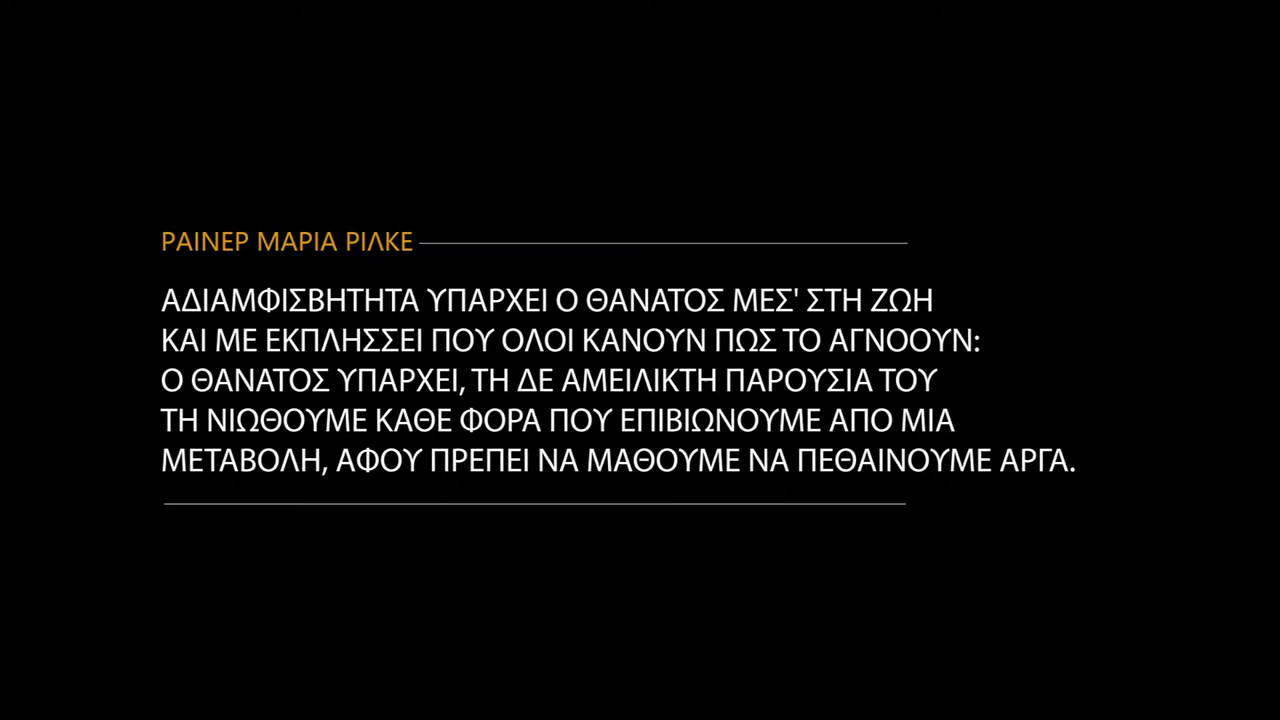 ΡΑΙΝΕΡ ΜΑΡΙΑ ΡΙΛΚΕ
ΑΔΙΑΜΦΙΣΒΗΤΗΤΑ ΥΠΑΡΧΕΙ Ο ΘΑΝΑΤΟΣ ΜΕΣ' ΣΤΗ ΖΩΗ
ΚΑΙ ΜΕ ΕΚΠΛΗΣΣΕΙ ΠΟΥ ΟΛΟΙ ΚΑΝΟΥΝ ΠΩΣ ΤΟ ΑΓΝΟΟΥΝ:
Ο ΘΑΝΑΤΟΣ ΥΠΑΡΧΕΙ, ΤΗ ΔΕ ΑΜΕΙΛΙΚΤΗ ΠΑΡΟΥΣΙΑ ΤΟΥ
ΤΗ ΝΙΩΘΟΥΜΕ ΚΑΘΕ ΦΟΡΑ ΠΟΥ ΕΠΙΒΙΩΝΟΥΜΕ ΑΠΟ ΜΙΑ
ΜΕΤΑΒΟΛΗ, ΑΦΟΥ ΠΡΕΠΕΙ ΝΑ ΜΑΘΟΥΜΕ ΝΑ ΠΕΘΑΙΝΟΥΜΕ ΑΡΓΑ.